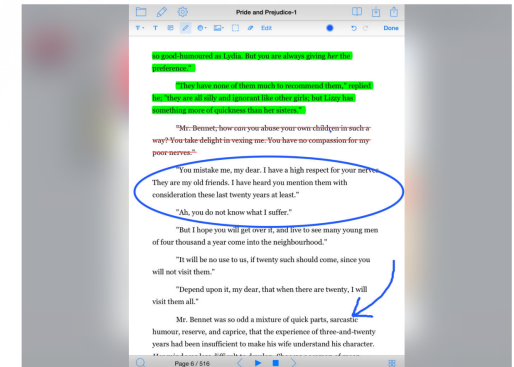 Pride and Prejudice-1
T T Edit Done
so good-humoured as Lydia. But you are always giving her the
preference."
"They have none of them much to recommend them," replied
he; "they are all silly and ignorant like other girls; but Lizzy has
something more of quickness than her sisters."
"Mr. Bennet, how can you abuse your own children in such a
way? You take delight in vexing me. You have no compassion for my
poor nerves."
"You mistake me, my dear. I have a high respect for your nerves.
They are my old friends. I have heard you mention them with
consideration these last twenty years at least."
"Ah, you do not know what I suffer."
"But I hope you will get over it, and live to see many young men
of four thousand a year come into the neighbourhood."
"It will be no use to us, if twenty such should come, since you
will not visit them."
"Depend upon it, my dear, that when there are twenty, I will
visit them all."
Mr. Bennet was so odd a mixture of quick parts, sarcastic
humour, reserve, and caprice, that the experience of three-and-twenty
years had been insufficient to make his wife understand his character.
Page 6 / 516